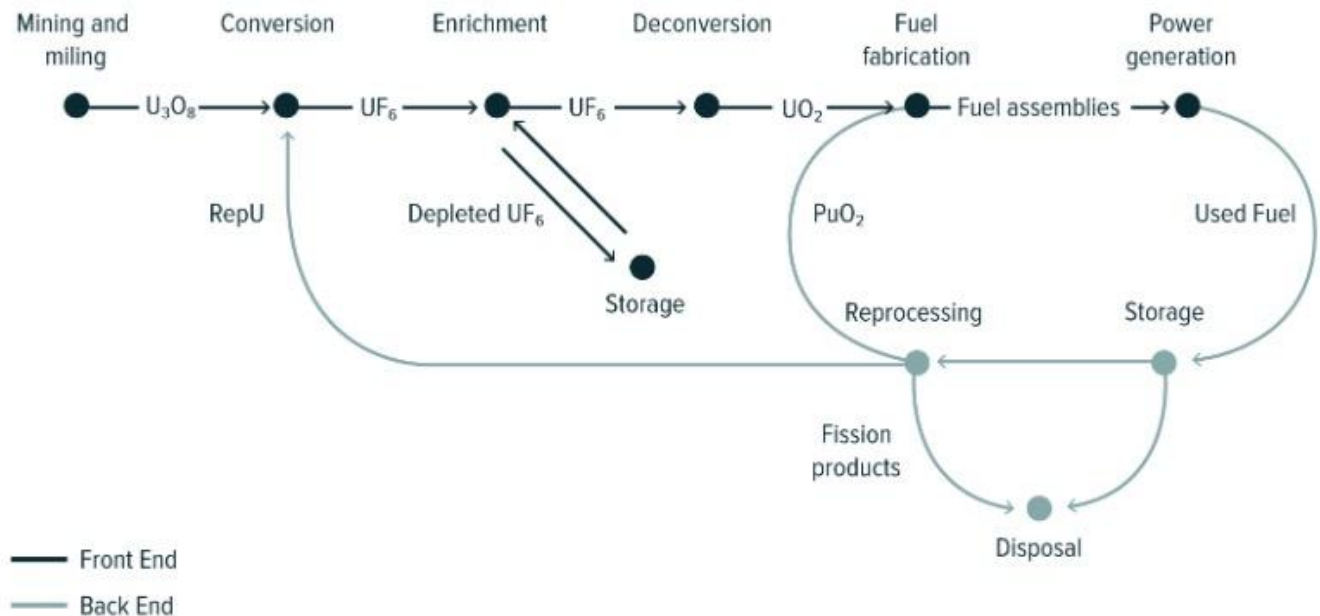 Mining and
miling
Conversion
Enrichment
Deconversion
Fuel
fabrication
Power
generation
U₃O₈
UF₆
UF₆
UO₂
Fuel assemblies
RepU
Depleted UF₆
PuO₂
Used Fuel
Storage
Reprocessing
Storage
Fission
products
Disposal
Front End
Back End